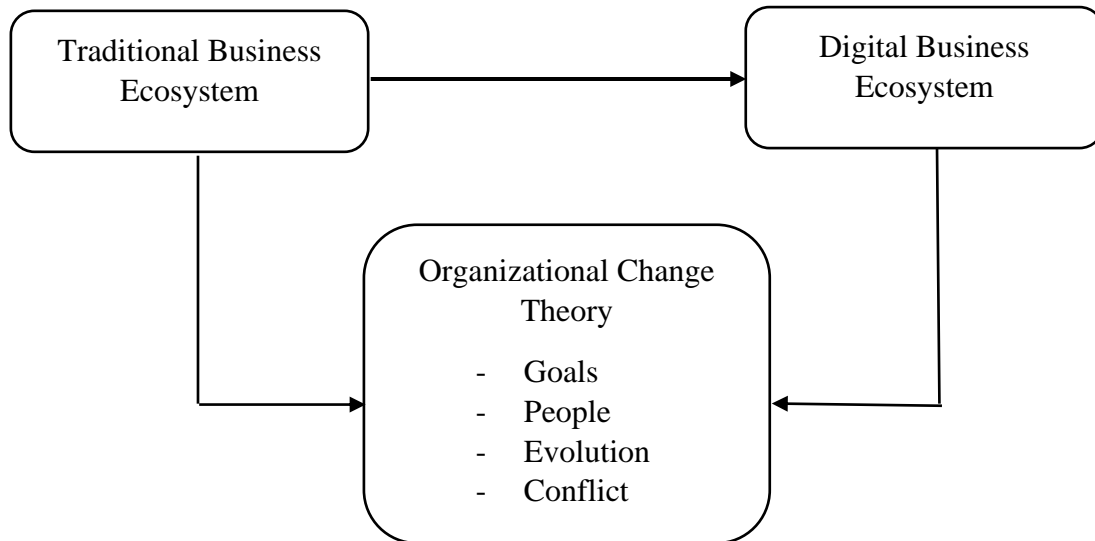 Traditional Business
Ecosystem
Digital Business
Ecosystem
Organizational Change
Theory
- Goals
- People
- Evolution
- Conflict